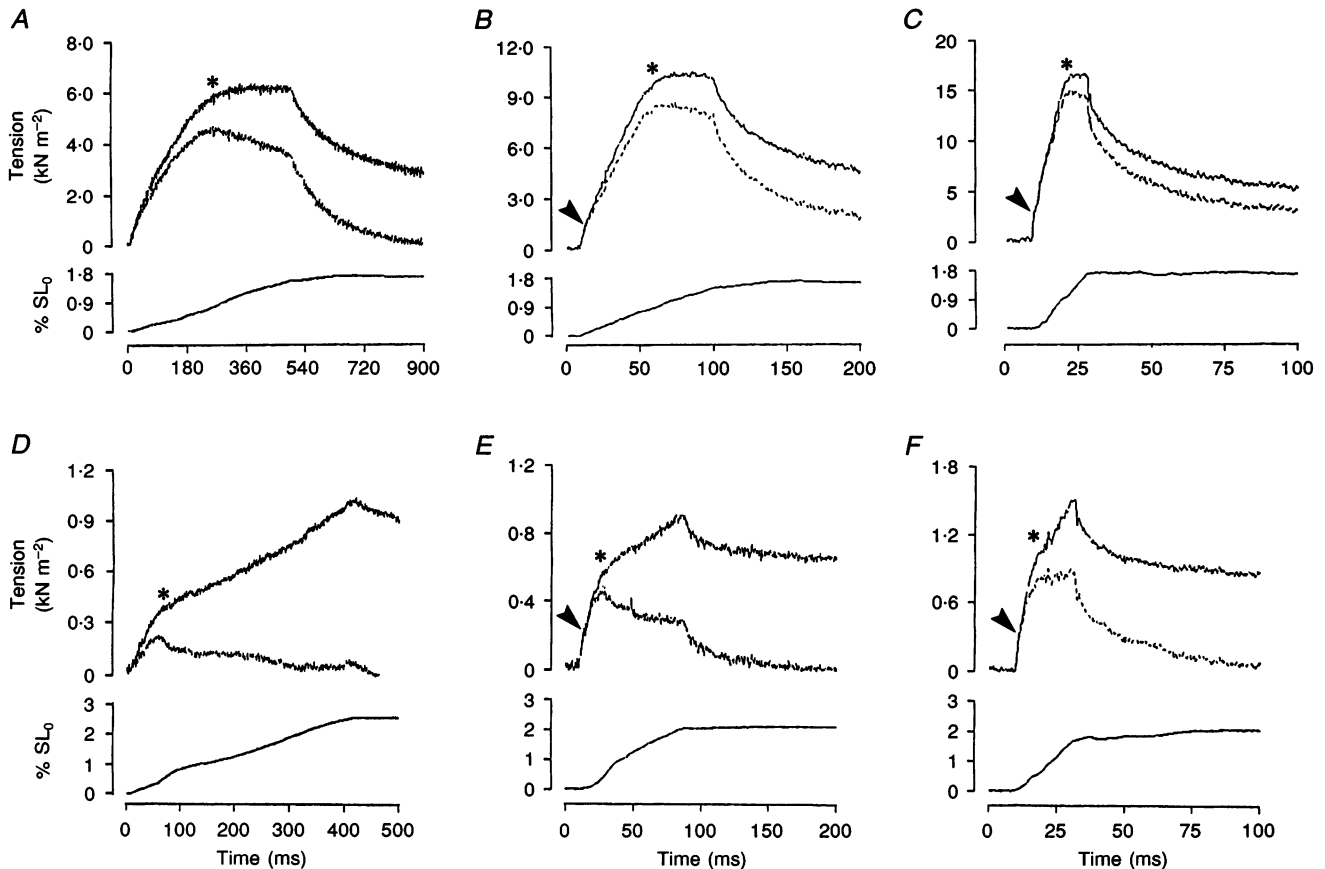 A
8·0
6·0
4·0
2·0
0
Tension
(kN m−2)
1·8
0·9
0
% SL0
0 180 360 540 720 900
*
B
12·0
9·0
6·0
3·0
0
1·8
0·9
0
0 50 100 150 200
*
C
20
15
10
5
0
1·8
0·9
0
0 25 50 75 100
*
D
1·2
0·9
0·6
0·3
0
Tension
(kN m−2)
3
2
1
0
% SL0
0 100 200 300 400 500
Time (ms)
*
E
1·2
0·8
0·4
0
3
2
1
0
0 50 100 150 200
Time (ms)
*
F
1·8
1·2
0·6
0
3
2
1
0
0 25 50 75 100
Time (ms)
*